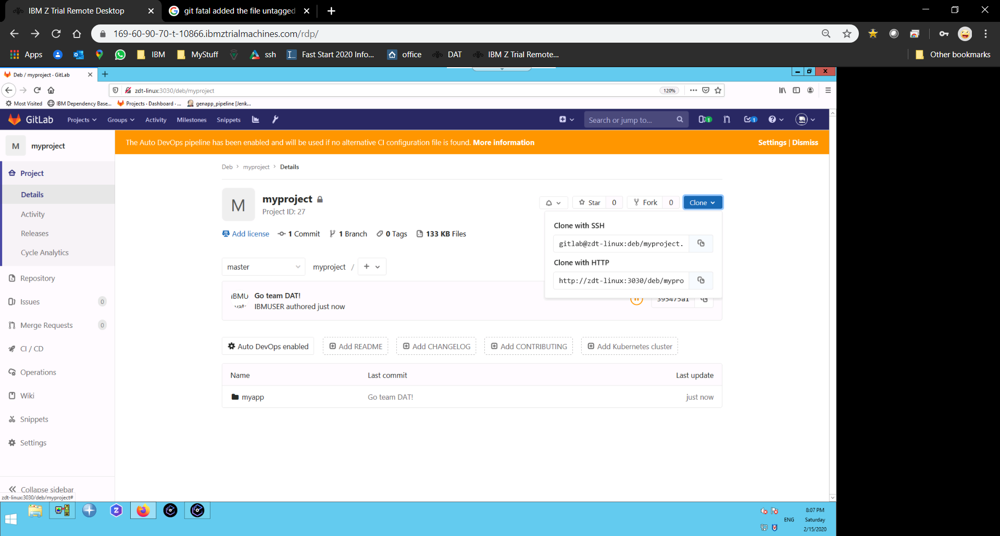 IBM Z Trial Remote Desktop
git fatal added the file untagged
169-60-90-70-t-10866.ibmztrialmachines.com/rdp/
Apps
IBM
MyStuff
ssh
Fast Start 2020 Info...
office
DAT
IBM Z Trial Remote...
Other bookmarks
Deb / myproject · GitLab
zdt-linux:3030/deb/myproject
120%
Most Visited
IBM Dependency Base...
Projects · Dashboard · ...
genapp_pipeline [Jenk...
GitLab
Projects
Groups
Activity
Milestones
Snippets
Search or jump to...
1
1
M
myproject
The Auto DevOps pipeline has been enabled and will be used if no alternative CI configuration file is found. More information
Settings | Dismiss
Project
Details
Activity
Releases
Cycle Analytics
Repository
Issues
0
Merge Requests
0
CI / CD
Operations
Wiki
Snippets
Settings
Collapse sidebar
zdt-linux:3030/deb/myproject#
Deb > myproject > Details
M
myproject
Project ID: 27
Star
0
Fork
0
Clone
Add license
1 Commit
1 Branch
0 Tags
133 KB Files
Clone with SSH
gitlab@zdt-linux:deb/myproject.
Clone with HTTP
http://zdt-linux:3030/deb/mypro
master
myproject / +
IBMU
Go team DAT!
IBMUSER authored just now
395475a1
Auto DevOps enabled
Add README
Add CHANGELOG
Add CONTRIBUTING
Add Kubernetes cluster
Name
Last commit
Last update
myapp
Go team DAT!
just now
Z
ENG
8:07 PM
Saturday
2/15/2020